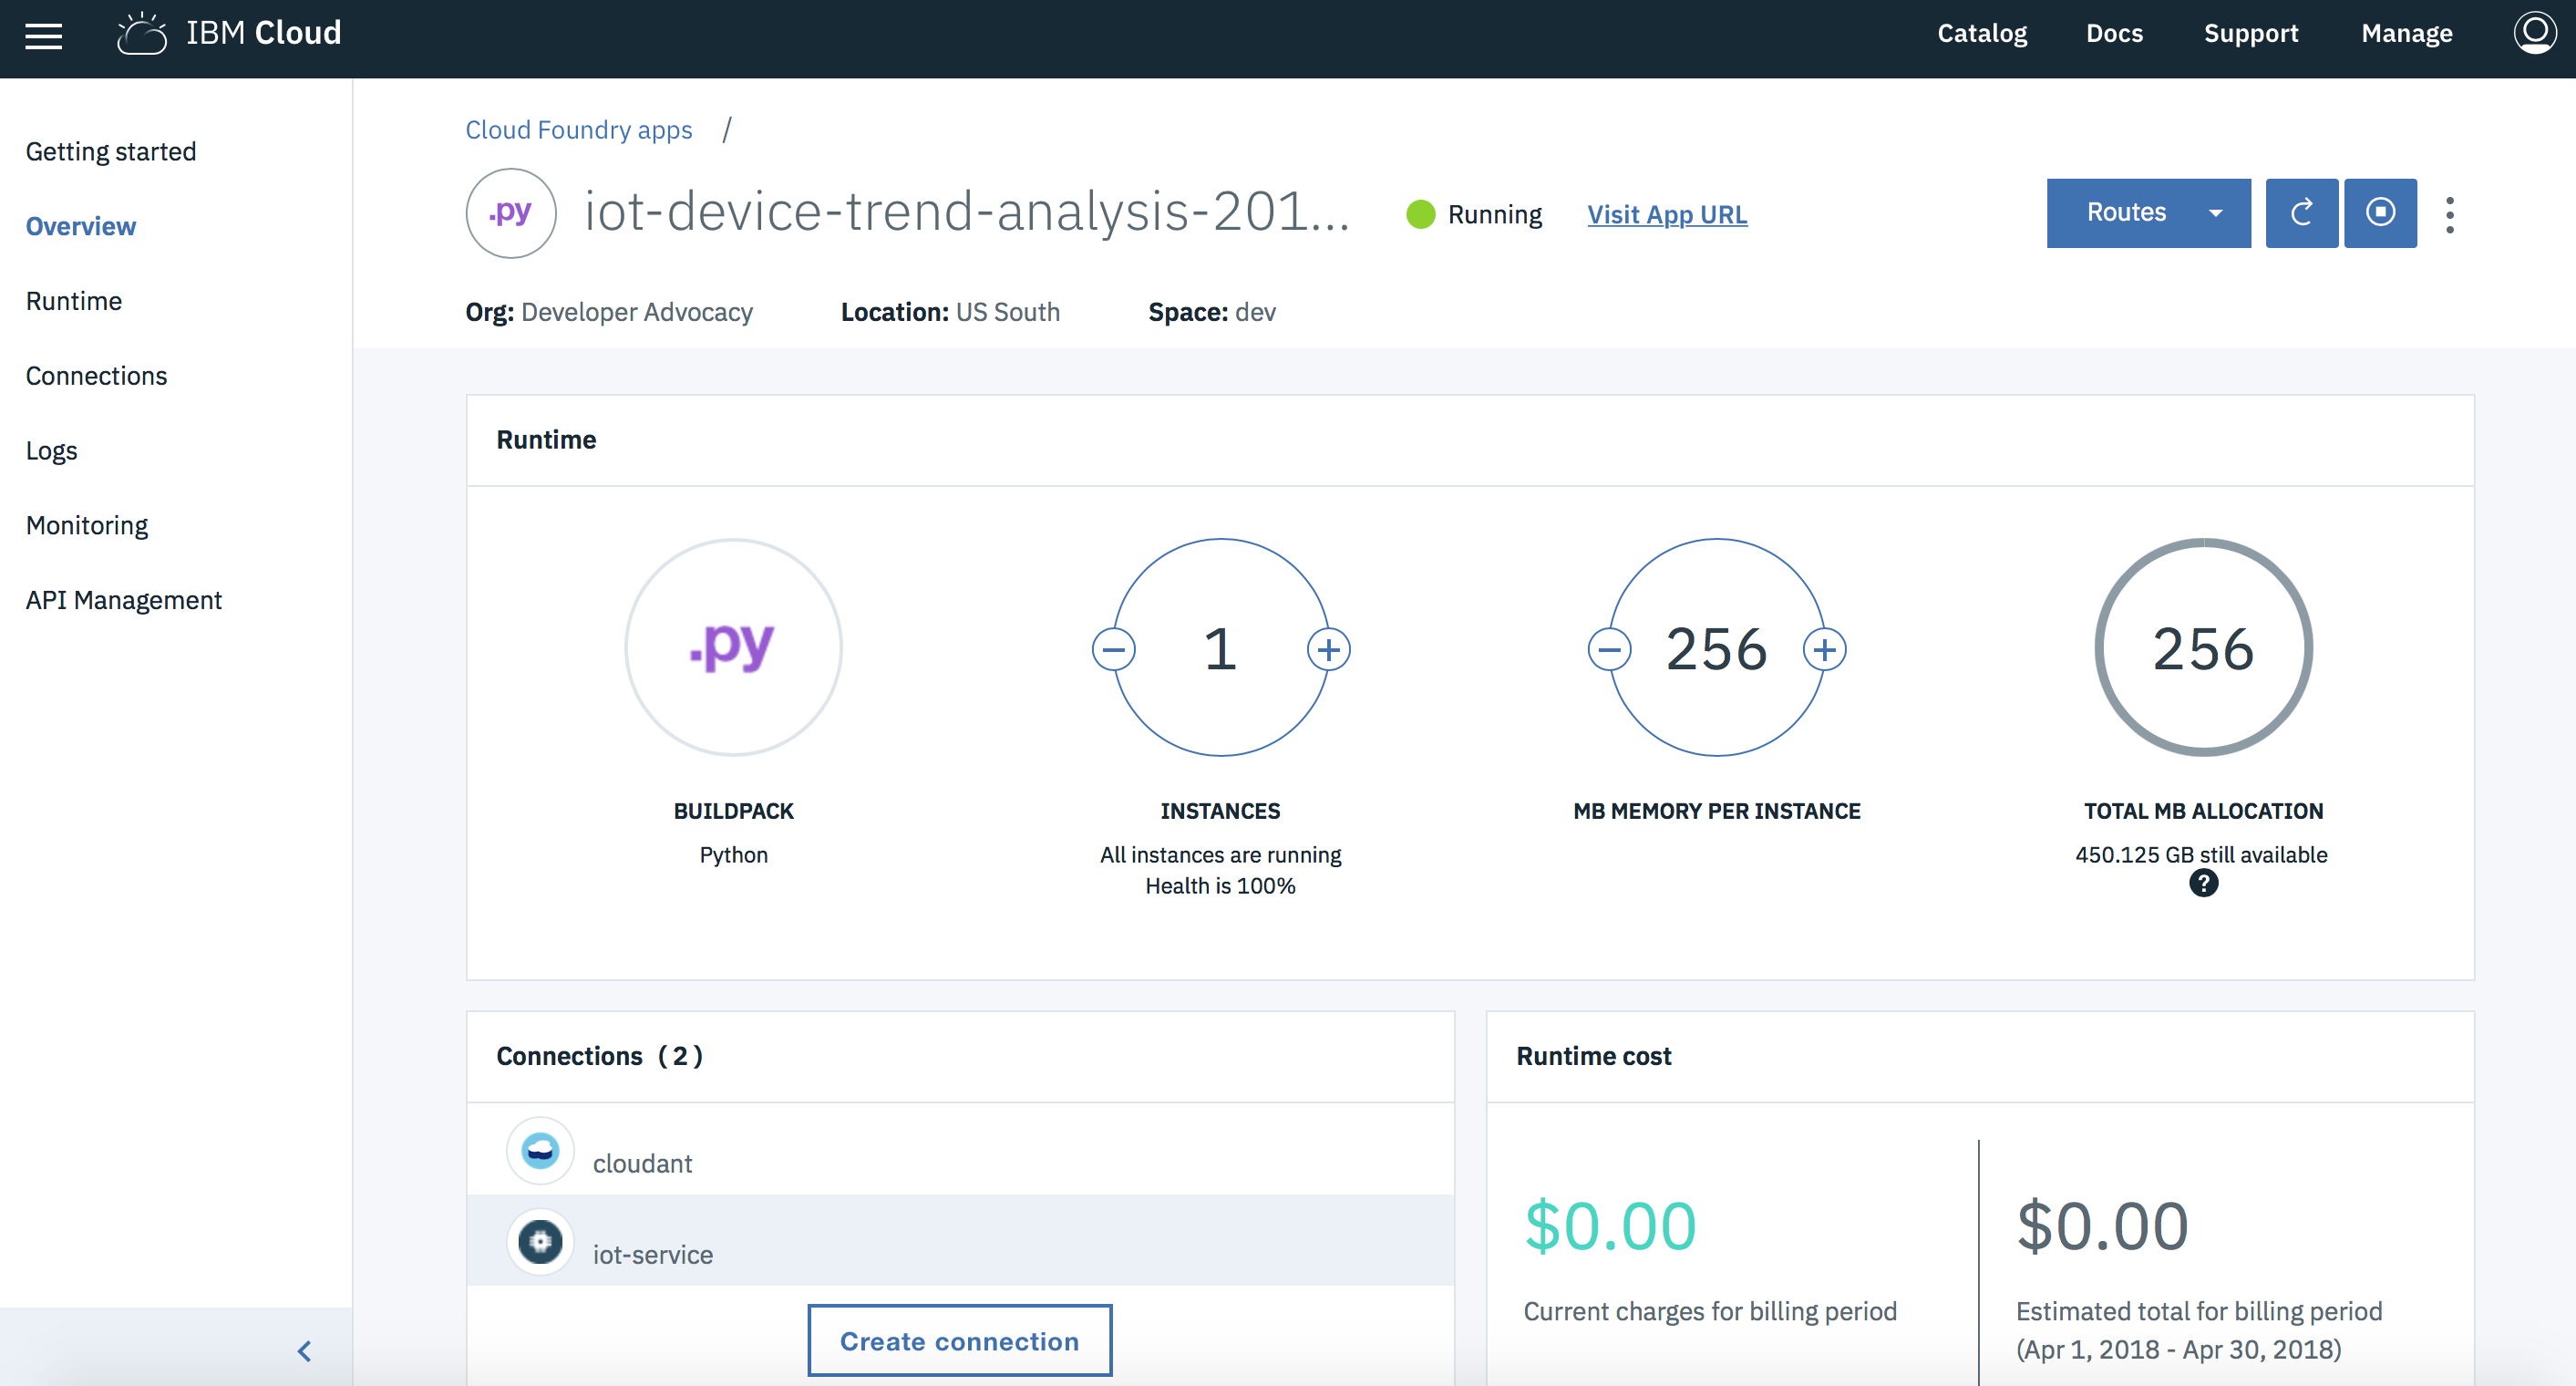 IBM Cloud
Catalog
Docs
Support
Manage
Getting started
Overview
Runtime
Connections
Logs
Monitoring
API Management
Cloud Foundry apps /
.py
iot-device-trend-analysis-201...
Running
Visit App URL
Routes
Org: Developer Advocacy
Location: US South
Space: dev
Runtime
.py
BUILDPACK
Python
1
INSTANCES
All instances are running
Health is 100%
256
MB MEMORY PER INSTANCE
256
TOTAL MB ALLOCATION
450.125 GB still available
?
Connections (2)
cloudant
iot-service
Create connection
Runtime cost
$0.00
Current charges for billing period
$0.00
Estimated total for billing period
(Apr 1, 2018 - Apr 30, 2018)